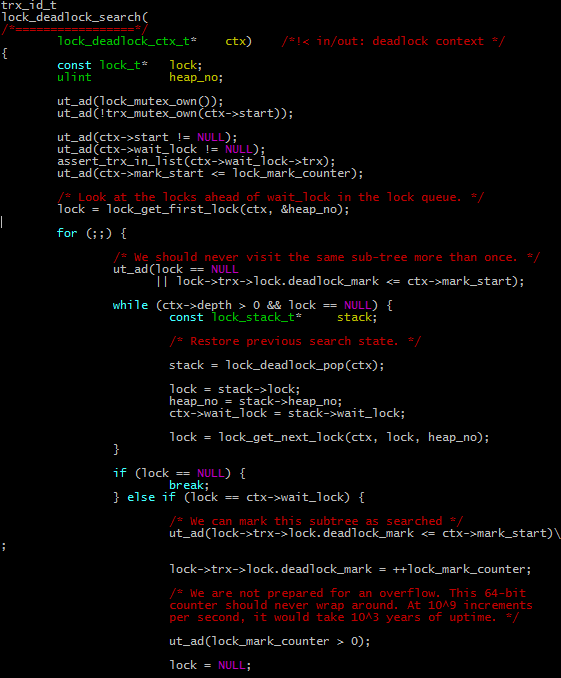 trx_id_t
lock_deadlock_search(
/*=================*/
        lock_deadlock_ctx_t*    ctx)    /*!< in/out: deadlock context */
{
        const lock_t*   lock;
        ulint           heap_no;

        ut_ad(lock_mutex_own());
        ut_ad(!trx_mutex_own(ctx->start));

        ut_ad(ctx->start != NULL);
        ut_ad(ctx->wait_lock != NULL);
        assert_trx_in_list(ctx->wait_lock->trx);
        ut_ad(ctx->mark_start <= lock_mark_counter);

        /* Look at the locks ahead of wait_lock in the lock queue. */
        lock = lock_get_first_lock(ctx, &heap_no);

        for (;;) {

                /* We should never visit the same sub-tree more than once. */
                ut_ad(lock == NULL
                      || lock->trx->lock.deadlock_mark <= ctx->mark_start);

                while (ctx->depth > 0 && lock == NULL) {
                        const lock_stack_t*     stack;

                        /* Restore previous search state. */

                        stack = lock_deadlock_pop(ctx);

                        lock = stack->lock;
                        heap_no = stack->heap_no;
                        ctx->wait_lock = stack->wait_lock;

                        lock = lock_get_next_lock(ctx, lock, heap_no);
                }

                if (lock == NULL) {
                        break;
                } else if (lock == ctx->wait_lock) {

                        /* We can mark this subtree as searched */
                        ut_ad(lock->trx->lock.deadlock_mark <= ctx->mark_start)\
;

                        lock->trx->lock.deadlock_mark = ++lock_mark_counter;

                        /* We are not prepared for an overflow. This 64-bit
                        counter should never wrap around. At 10^9 increments
                        per second, it would take 10^3 years of uptime. */

                        ut_ad(lock_mark_counter > 0);

                        lock = NULL;